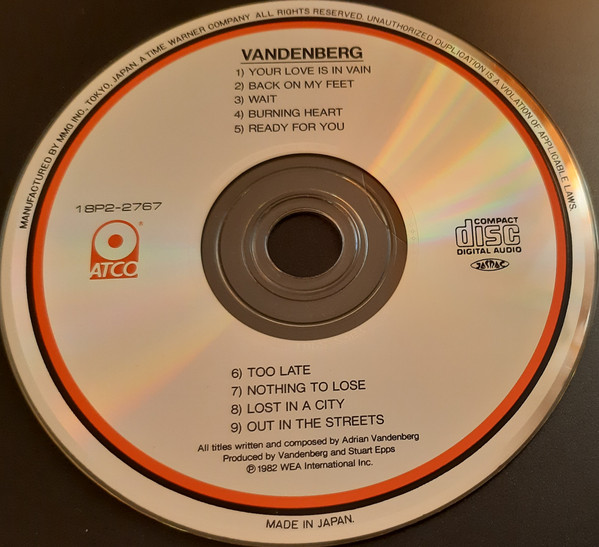 MANUFACTURED BY MMG INC., TOKYO, JAPAN. A TIME WARNER COMPANY. ALL RIGHTS RESERVED. UNAUTHORIZED DUPLICATION IS A VIOLATION OF APPLICABLE LAWS.
VANDENBERG
1) YOUR LOVE IS IN VAIN
2) BACK ON MY FEET
3) WAIT
4) BURNING HEART
5) READY FOR YOU
18P2-2767
ATCO
®
COMPACT
disc
DIGITAL AUDIO
JASRAC
6) TOO LATE
7) NOTHING TO LOSE
8) LOST IN A CITY
9) OUT IN THE STREETS
All titles written and composed by Adrian Vandenberg
Produced by Vandenberg and Stuart Epps
℗ 1982 WEA International Inc.
MADE IN JAPAN.